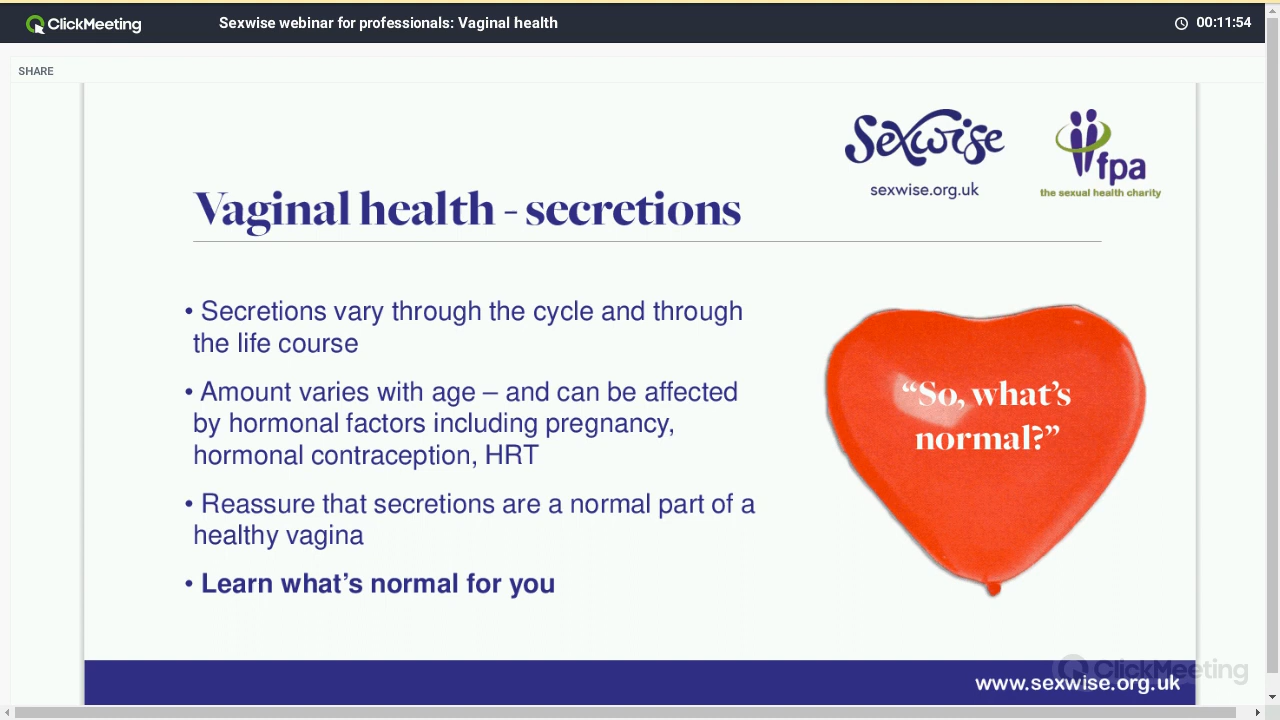 ClickMeeting
Sexwise webinar for professionals: Vaginal health
00:11:54
SHARE
Sexwise
sexwise.org.uk
fpa
the sexual health charity
Vaginal health - secretions
• Secretions vary through the cycle and through
the life course
• Amount varies with age – and can be affected
by hormonal factors including pregnancy,
hormonal contraception, HRT
• Reassure that secretions are a normal part of a
healthy vagina
• Learn what’s normal for you
“So, what’s
normal?”
ClickMeeting
www.sexwise.org.uk